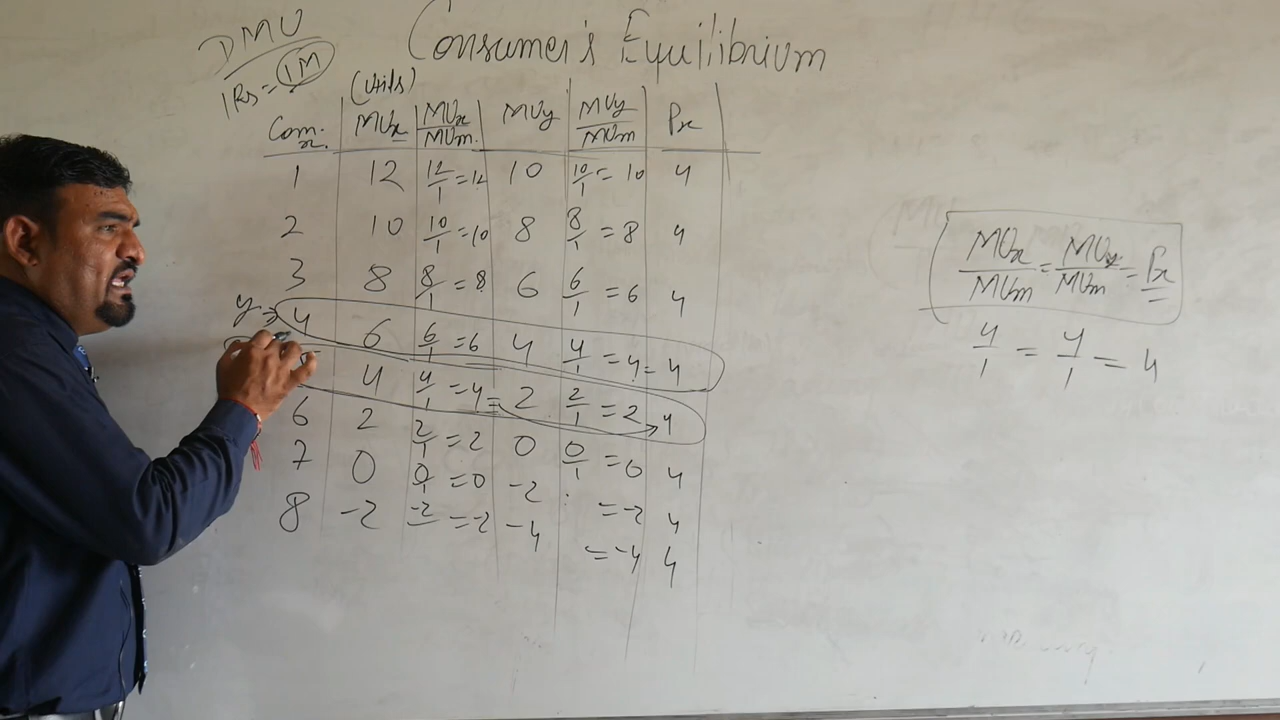 DMU
Consumer's Equilibrium
1Rs = 1M
(Utils)
Com. x MUx MUx/MUm. MUy MUy/MUm Px
1 12 12/1 = 12 10 10/1 = 10 4
2 10 10/1 = 10 8 8/1 = 8 4
3 8 8/1 = 8 6 6/1 = 6 4
y ⇒ 4 6 6/1 = 6 4 4/1 = 4 = 4
4 4/1 = 4 = 2 2/1 = 2 4
6 2 2/1 = 2 0 0/1 = 0 4
7 0 0/1 = 0 -2 = -2 4
8 -2 -2 = -2 -4 = -4 4
MUx/MUm = MUy/MUm = Px
4/1 = 4/1 = 4